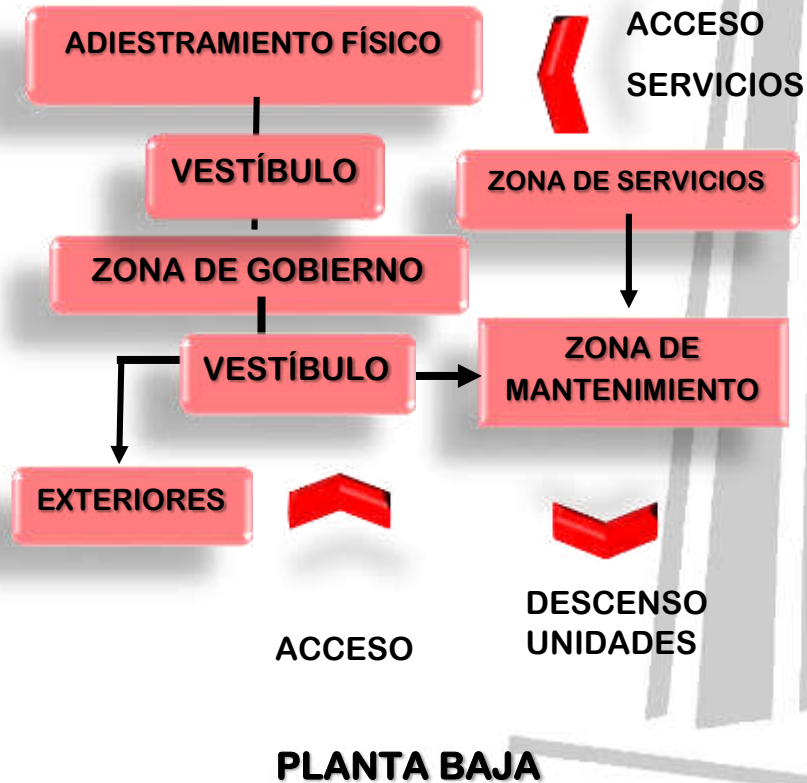 ADIESTRAMIENTO FÍSICO
ACCESO
SERVICIOS
VESTÍBULO
ZONA DE SERVICIOS
ZONA DE GOBIERNO
VESTÍBULO
ZONA DE
MANTENIMIENTO
EXTERIORES
ACCESO
DESCENSO
UNIDADES
PLANTA BAJA